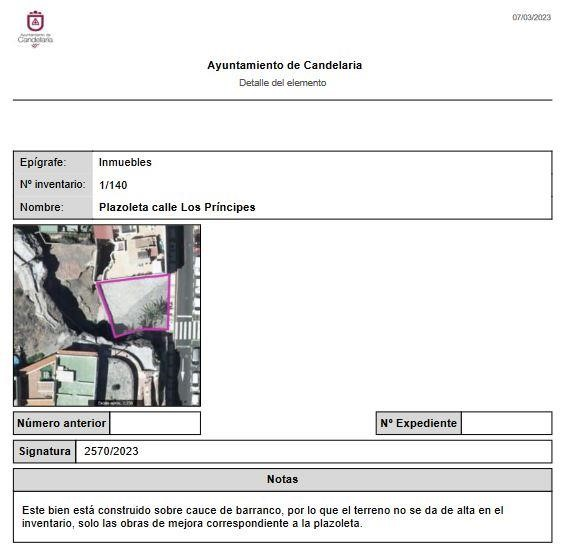 07/03/2023
Ayuntamiento de
Candelaria
Ayuntamiento de Candelaria
Detalle del elemento
Epígrafe: Inmuebles
Nº inventario: 1/140
Nombre: Plazoleta calle Los Príncipes
Número anterior
Nº Expediente
Signatura 2570/2023
Notas
Este bien está construido sobre cauce de barranco, por lo que el terreno no se da de alta en el
inventario, solo las obras de mejora correspondiente a la plazoleta.